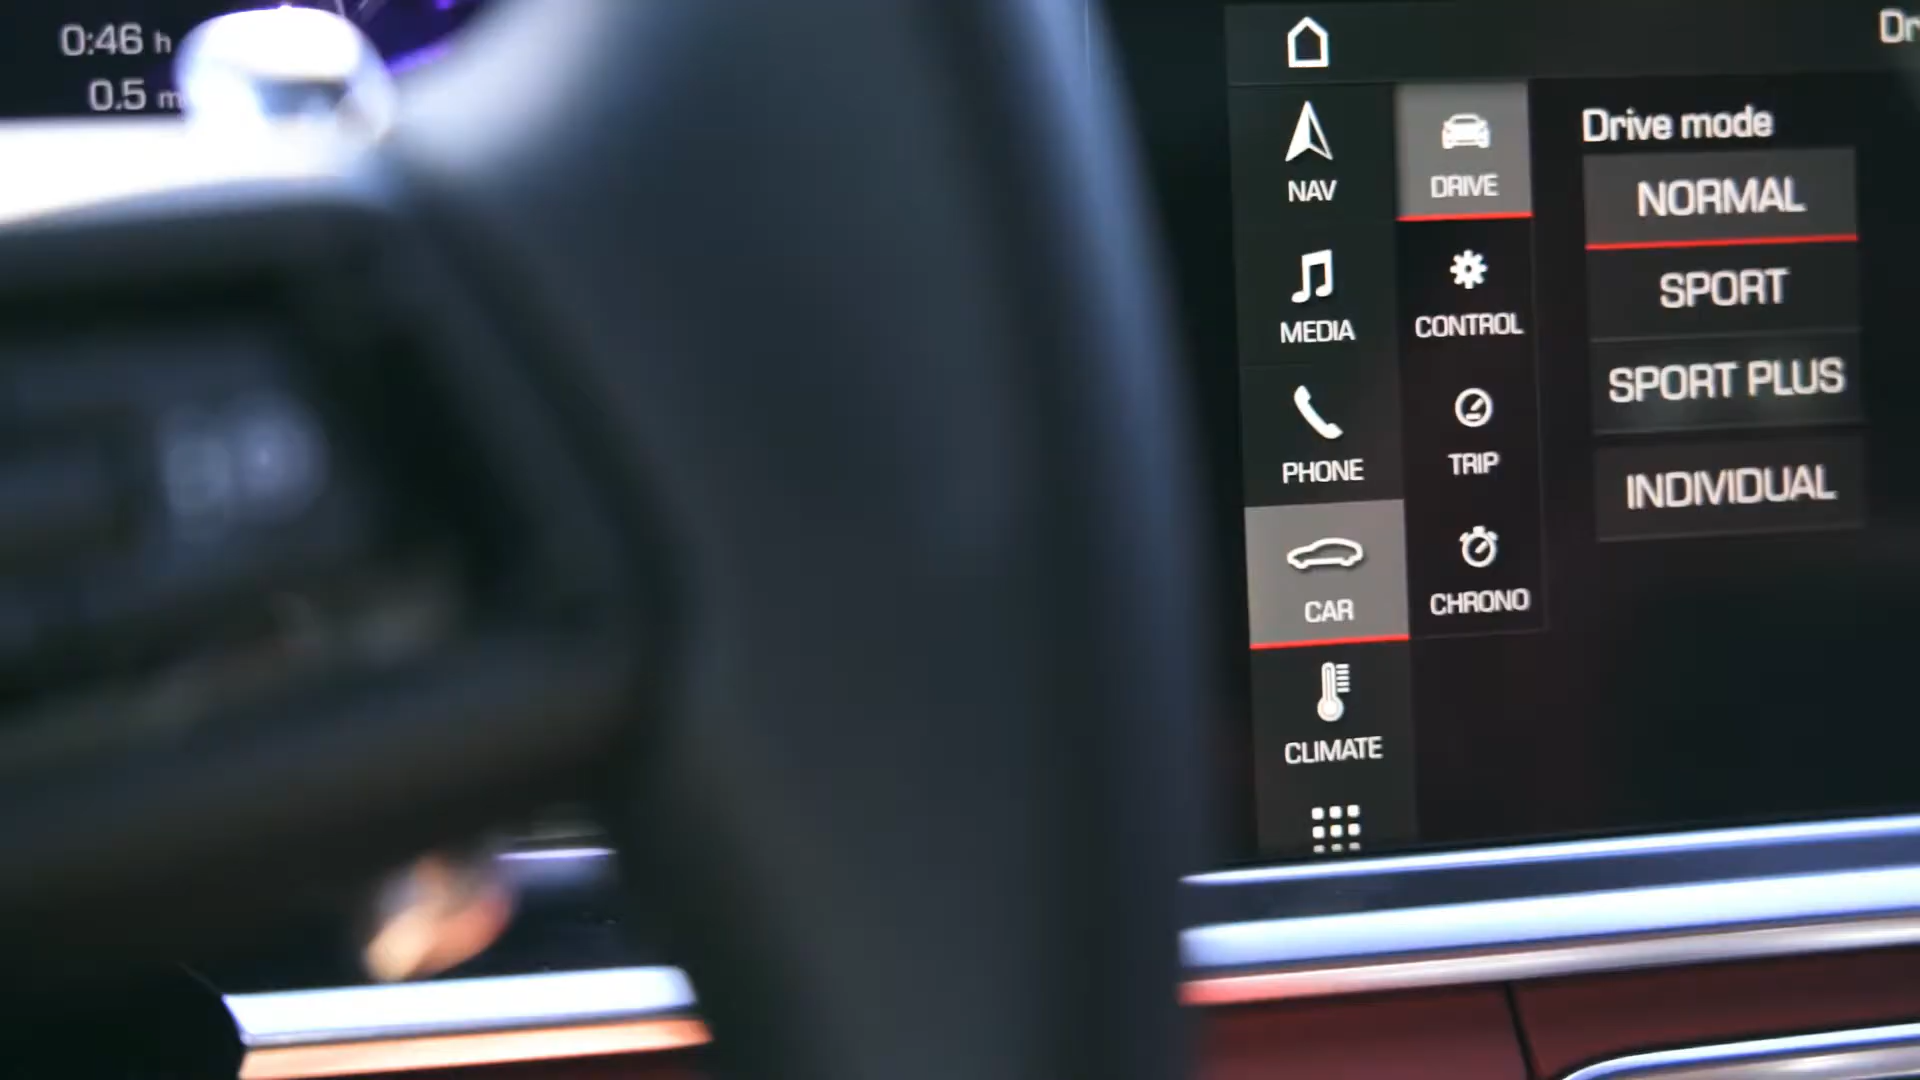 0:46 h
0.5 m
Dr
NAV
MEDIA
PHONE
CAR
CLIMATE
DRIVE
CONTROL
TRIP
CHRONO
Drive mode
NORMAL
SPORT
SPORT PLUS
INDIVIDUAL